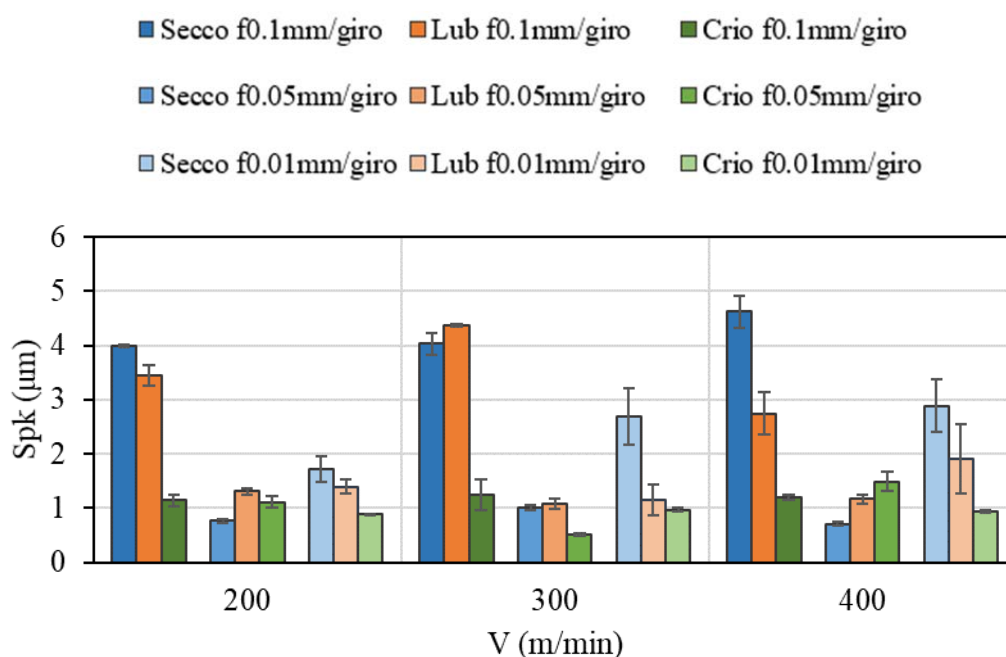 Secco f0.1mm/giro Lub f0.1mm/giro Crio f0.1mm/giro
Secco f0.05mm/giro Lub f0.05mm/giro Crio f0.05mm/giro
Secco f0.01mm/giro Lub f0.01mm/giro Crio f0.01mm/giro
6
5
4
3
2
1
0
Spk (µm)
200 300 400
V (m/min)